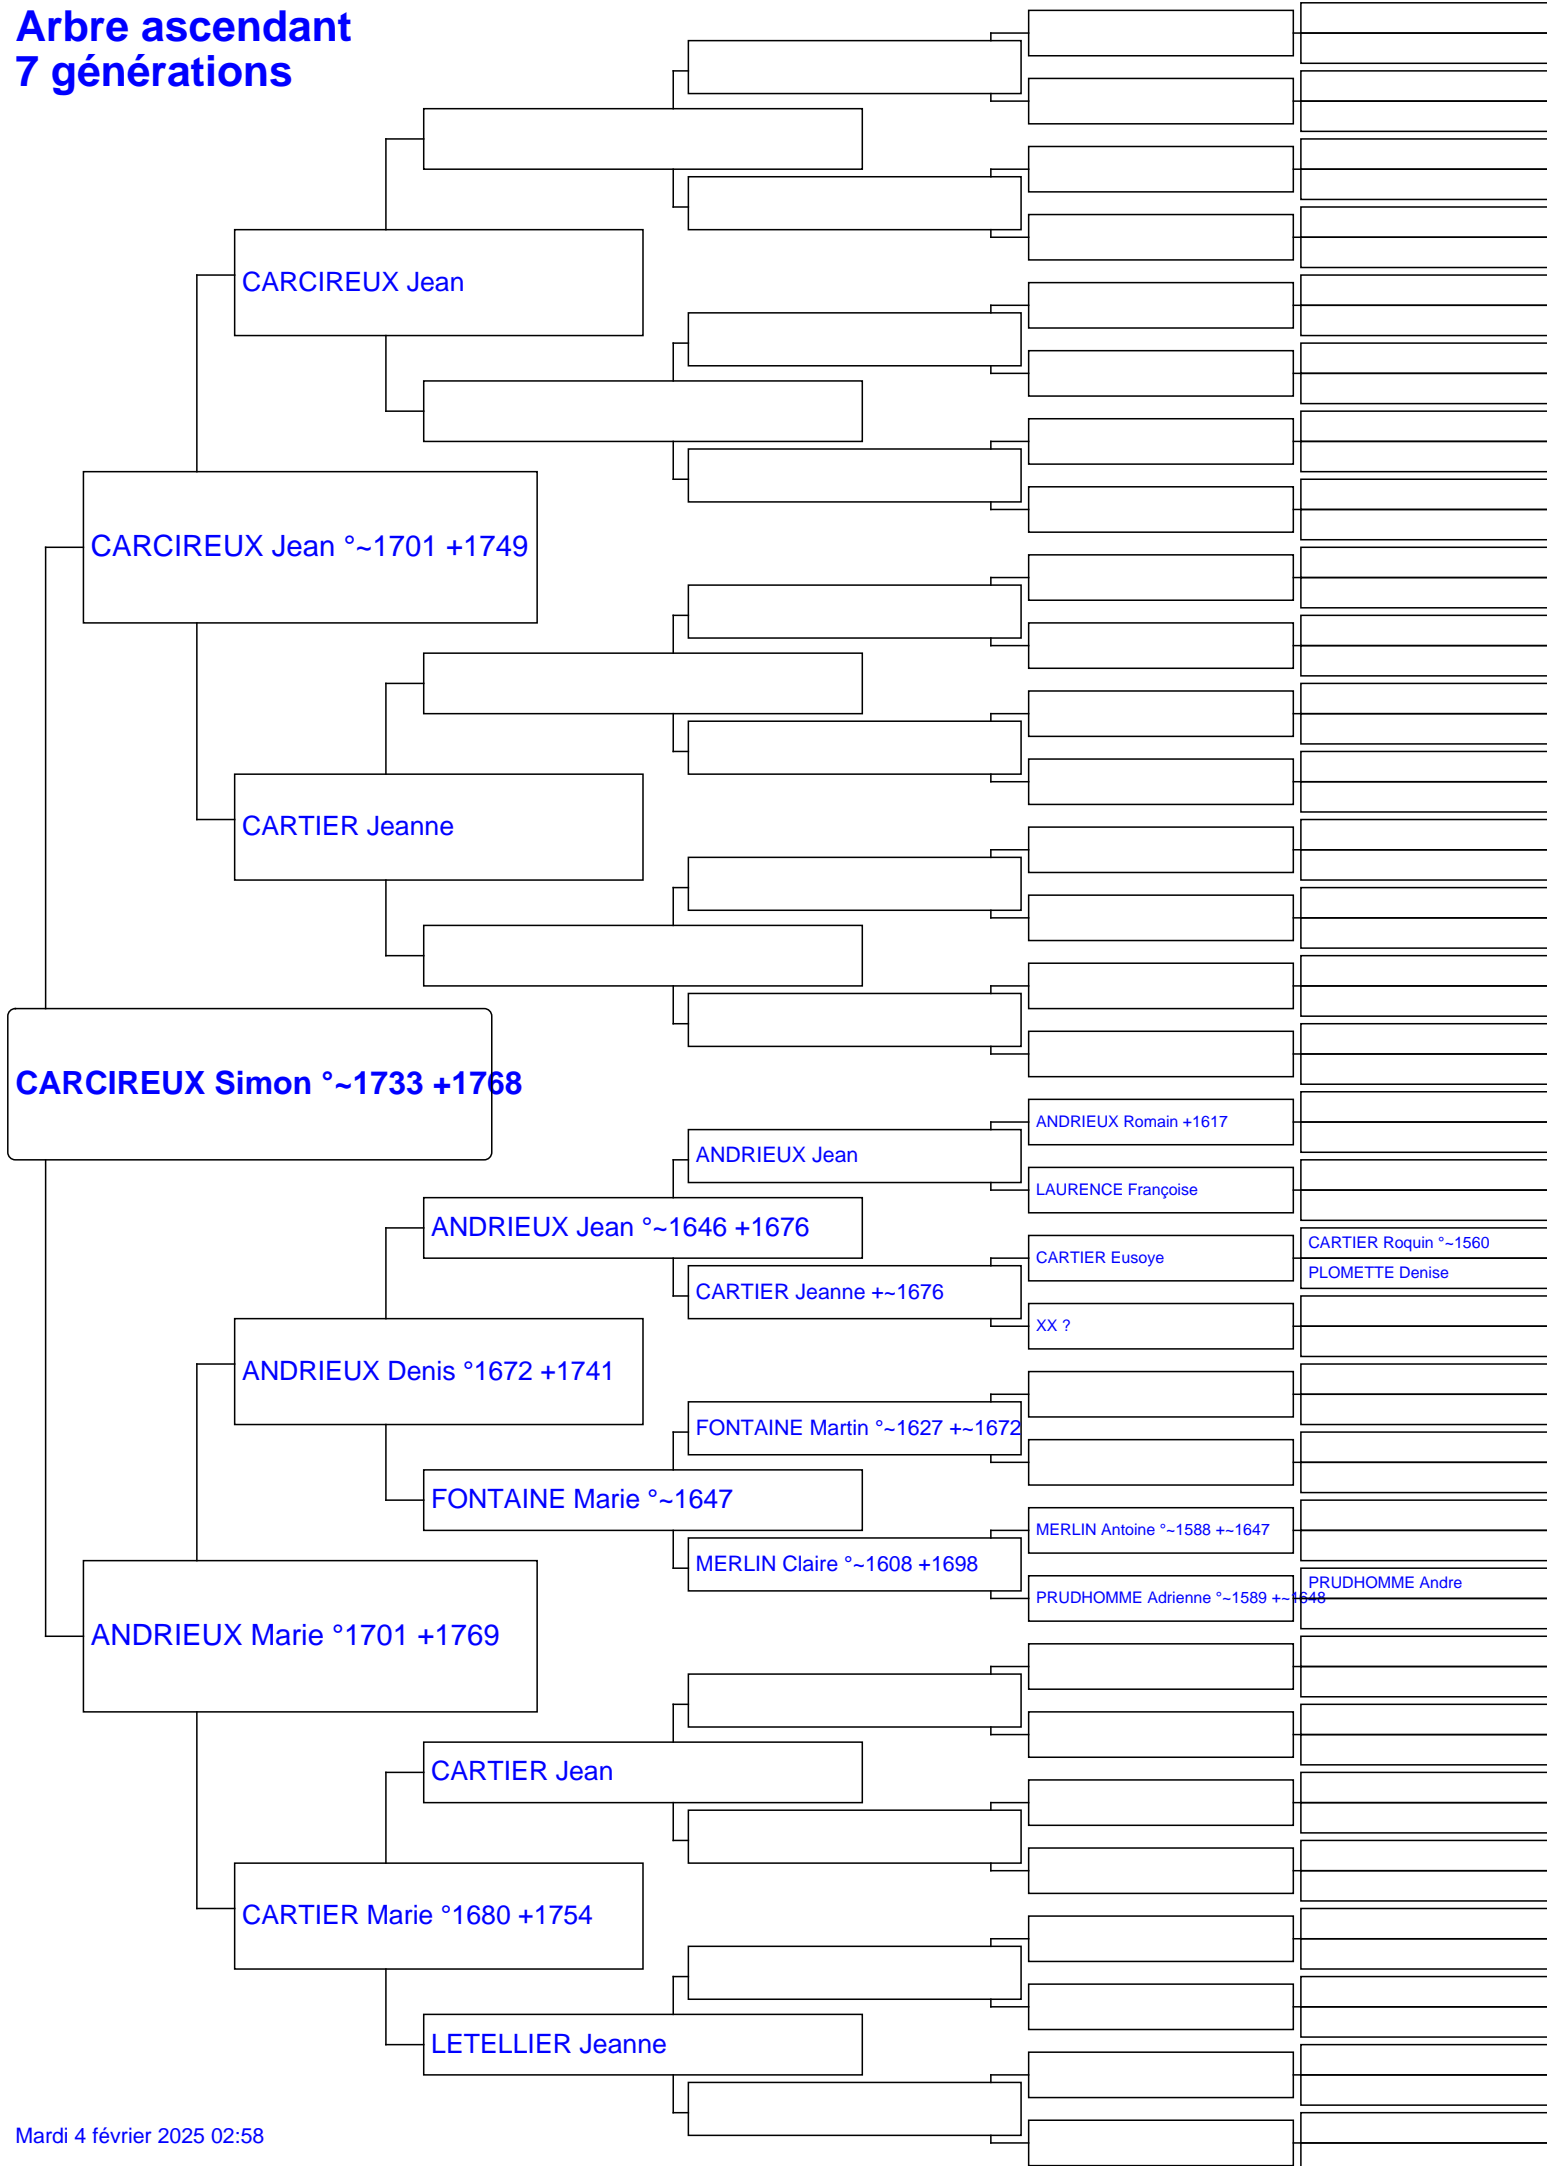 Arbre ascendant
7 générations
CARCIREUX Jean
CARCIREUX Jean °~1701 +1749
CARTIER Jeanne
CARCIREUX Simon °~1733 +1768
ANDRIEUX Romain +1617
ANDRIEUX Jean
LAURENCE Françoise
ANDRIEUX Jean °~1646 +1676
CARTIER Roquin °~1560
CARTIER Eusoye
PLOMETTE Denise
CARTIER Jeanne +~1676
XX ?
ANDRIEUX Denis °1672 +1741
FONTAINE Martin °~1627 +~1672
FONTAINE Marie °~1647
MERLIN Antoine °~1588 +~1647
MERLIN Claire °~1608 +1698
PRUDHOMME Andre
PRUDHOMME Adrienne °~1589 +~1648
ANDRIEUX Marie °1701 +1769
CARTIER Jean
CARTIER Marie °1680 +1754
LETELLIER Jeanne
Mardi 4 février 2025 02:58